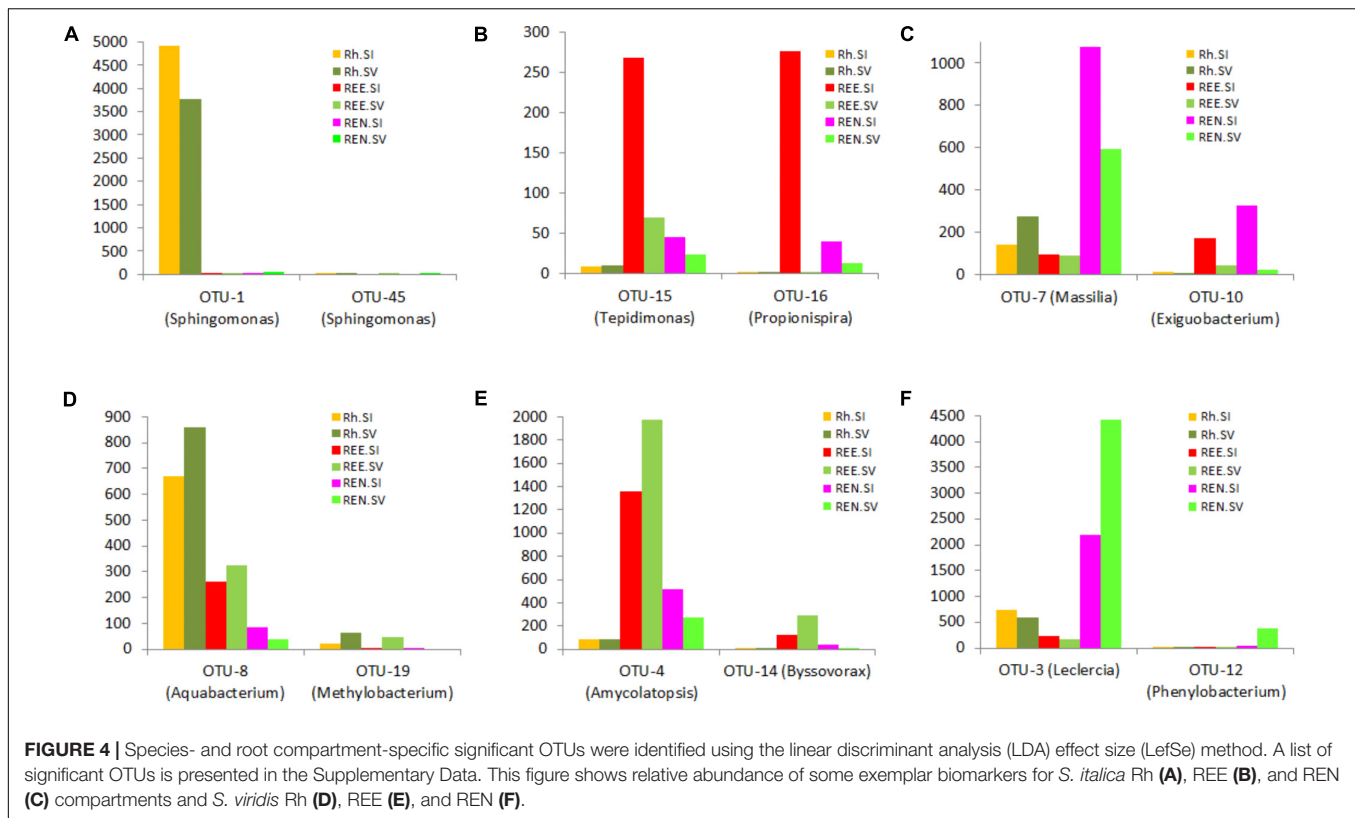 A
5000
4500
4000
3500
3000
2500
2000
1500
1000
500
0
Rh.SI
Rh.SV
REE.SI
REE.SV
REN.SI
REN.SV
OTU-1
(Sphingomonas)
OTU-45
(Sphingomonas)
B
300
250
200
150
100
50
0
Rh.SI
Rh.SV
REE.SI
REE.SV
REN.SI
REN.SV
OTU-15
(Tepidimonas)
OTU-16
(Propionispira)
C
1000
800
600
400
200
0
Rh.SI
Rh.SV
REE.SI
REE.SV
REN.SI
REN.SV
OTU-7 (Massilia)
OTU-10
(Exiguobacterium)
D
900
800
700
600
500
400
300
200
100
0
Rh.SI
Rh.SV
REE.SI
REE.SV
REN.SI
REN.SV
OTU-8
(Aquabacterium)
OTU-19
(Methylobacterium)
E
2000
1800
1600
1400
1200
1000
800
600
400
200
0
Rh.SI
Rh.SV
REE.SI
REE.SV
REN.SI
REN.SV
OTU-4
(Amycolatopsis)
OTU-14 (Byssovorax)
F
4500
4000
3500
3000
2500
2000
1500
1000
500
0
Rh.SI
Rh.SV
REE.SI
REE.SV
REN.SI
REN.SV
OTU-3 (Leclercia)
OTU-12
(Phenylobacterium)
FIGURE 4 | Species- and root compartment-specific significant OTUs were identified using the linear discriminant analysis (LDA) effect size (LefSe) method. A list of
significant OTUs is presented in the Supplementary Data. This figure shows relative abundance of some exemplar biomarkers for S. italica Rh (A), REE (B), and REN
(C) compartments and S. viridis Rh (D), REE (E), and REN (F).